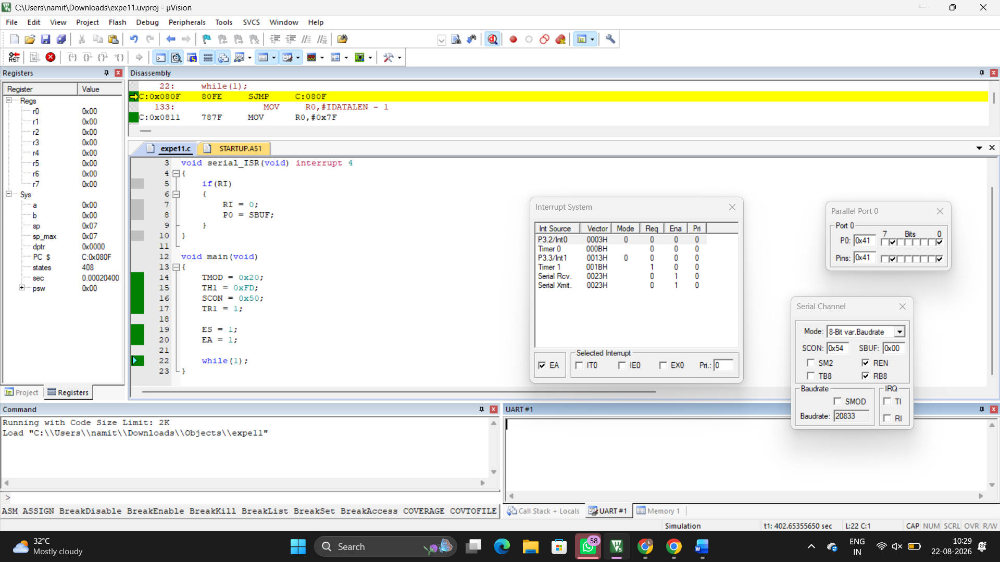 C:\Users\namit\Downloads\expe11.uvproj - µVision
File Edit View Project Flash Debug Peripherals Tools SVCS Window Help
RST
Registers
Register Value
Regs
r0 0x00
r1 0x00
r2 0x00
r3 0x00
r4 0x00
r5 0x00
r6 0x00
r7 0x00
Sys
a 0x00
b 0x00
sp 0x07
sp_max 0x07
dptr 0x0000
PC $ C:0x080F
states 408
sec 0.00020400
psw 0x00
Project Registers
Disassembly
22: while(1);
C:0x080F 80FE SJMP C:080F
133: MOV R0,#IDATALEN - 1
C:0x0811 787F MOV R0,#0x7F
expe11.c STARTUP.A51
3 void serial_ISR(void) interrupt 4
4 {
5 if(RI)
6 {
7 RI = 0;
8 P0 = SBUF;
9 }
10 }
11
12 void main(void)
13 {
14 TMOD = 0x20;
15 TH1 = 0xFD;
16 SCON = 0x50;
17 TR1 = 1;
18
19 ES = 1;
20 EA = 1;
21
22 while(1);
23 }
Interrupt System
Int Source Vector Mode Req Ena Pri
P3.2/Int0 0003H 0 0 0 0
Timer 0 000BH 0 0 0
P3.3/Int1 0013H 0 0 0 0
Timer 1 001BH 1 0 0
Serial Rcv. 0023H 0 1 0
Serial Xmit. 0023H 0 1 0
Selected Interrupt
EA IT0 IE0 EX0 Pri.: 0
Parallel Port 0
Port 0
7 Bits 0
P0: 0x41
Pins: 0x41
Serial Channel
Mode: 8-Bit var.Baudrate
SCON: 0x54 SBUF: 0x00
SM2 REN
TB8 RB8
Baudrate IRQ
SMOD TI
Baudrate: 20833 RI
Command
Running with Code Size Limit: 2K
Load "C:\\Users\\namit\\Downloads\\Objects\\expe11"
>
ASM ASSIGN BreakDisable BreakEnable BreakKill BreakList BreakSet BreakAccess COVERAGE COVTOFILE
UART #1
Call Stack + Locals UART #1 Memory 1
Simulation t1: 402.65355650 sec L:22 C:1 CAP NUM SCRL OVR R/W
32°C
Mostly cloudy
Search
58
ENG
IN
10:29
22-08-2026